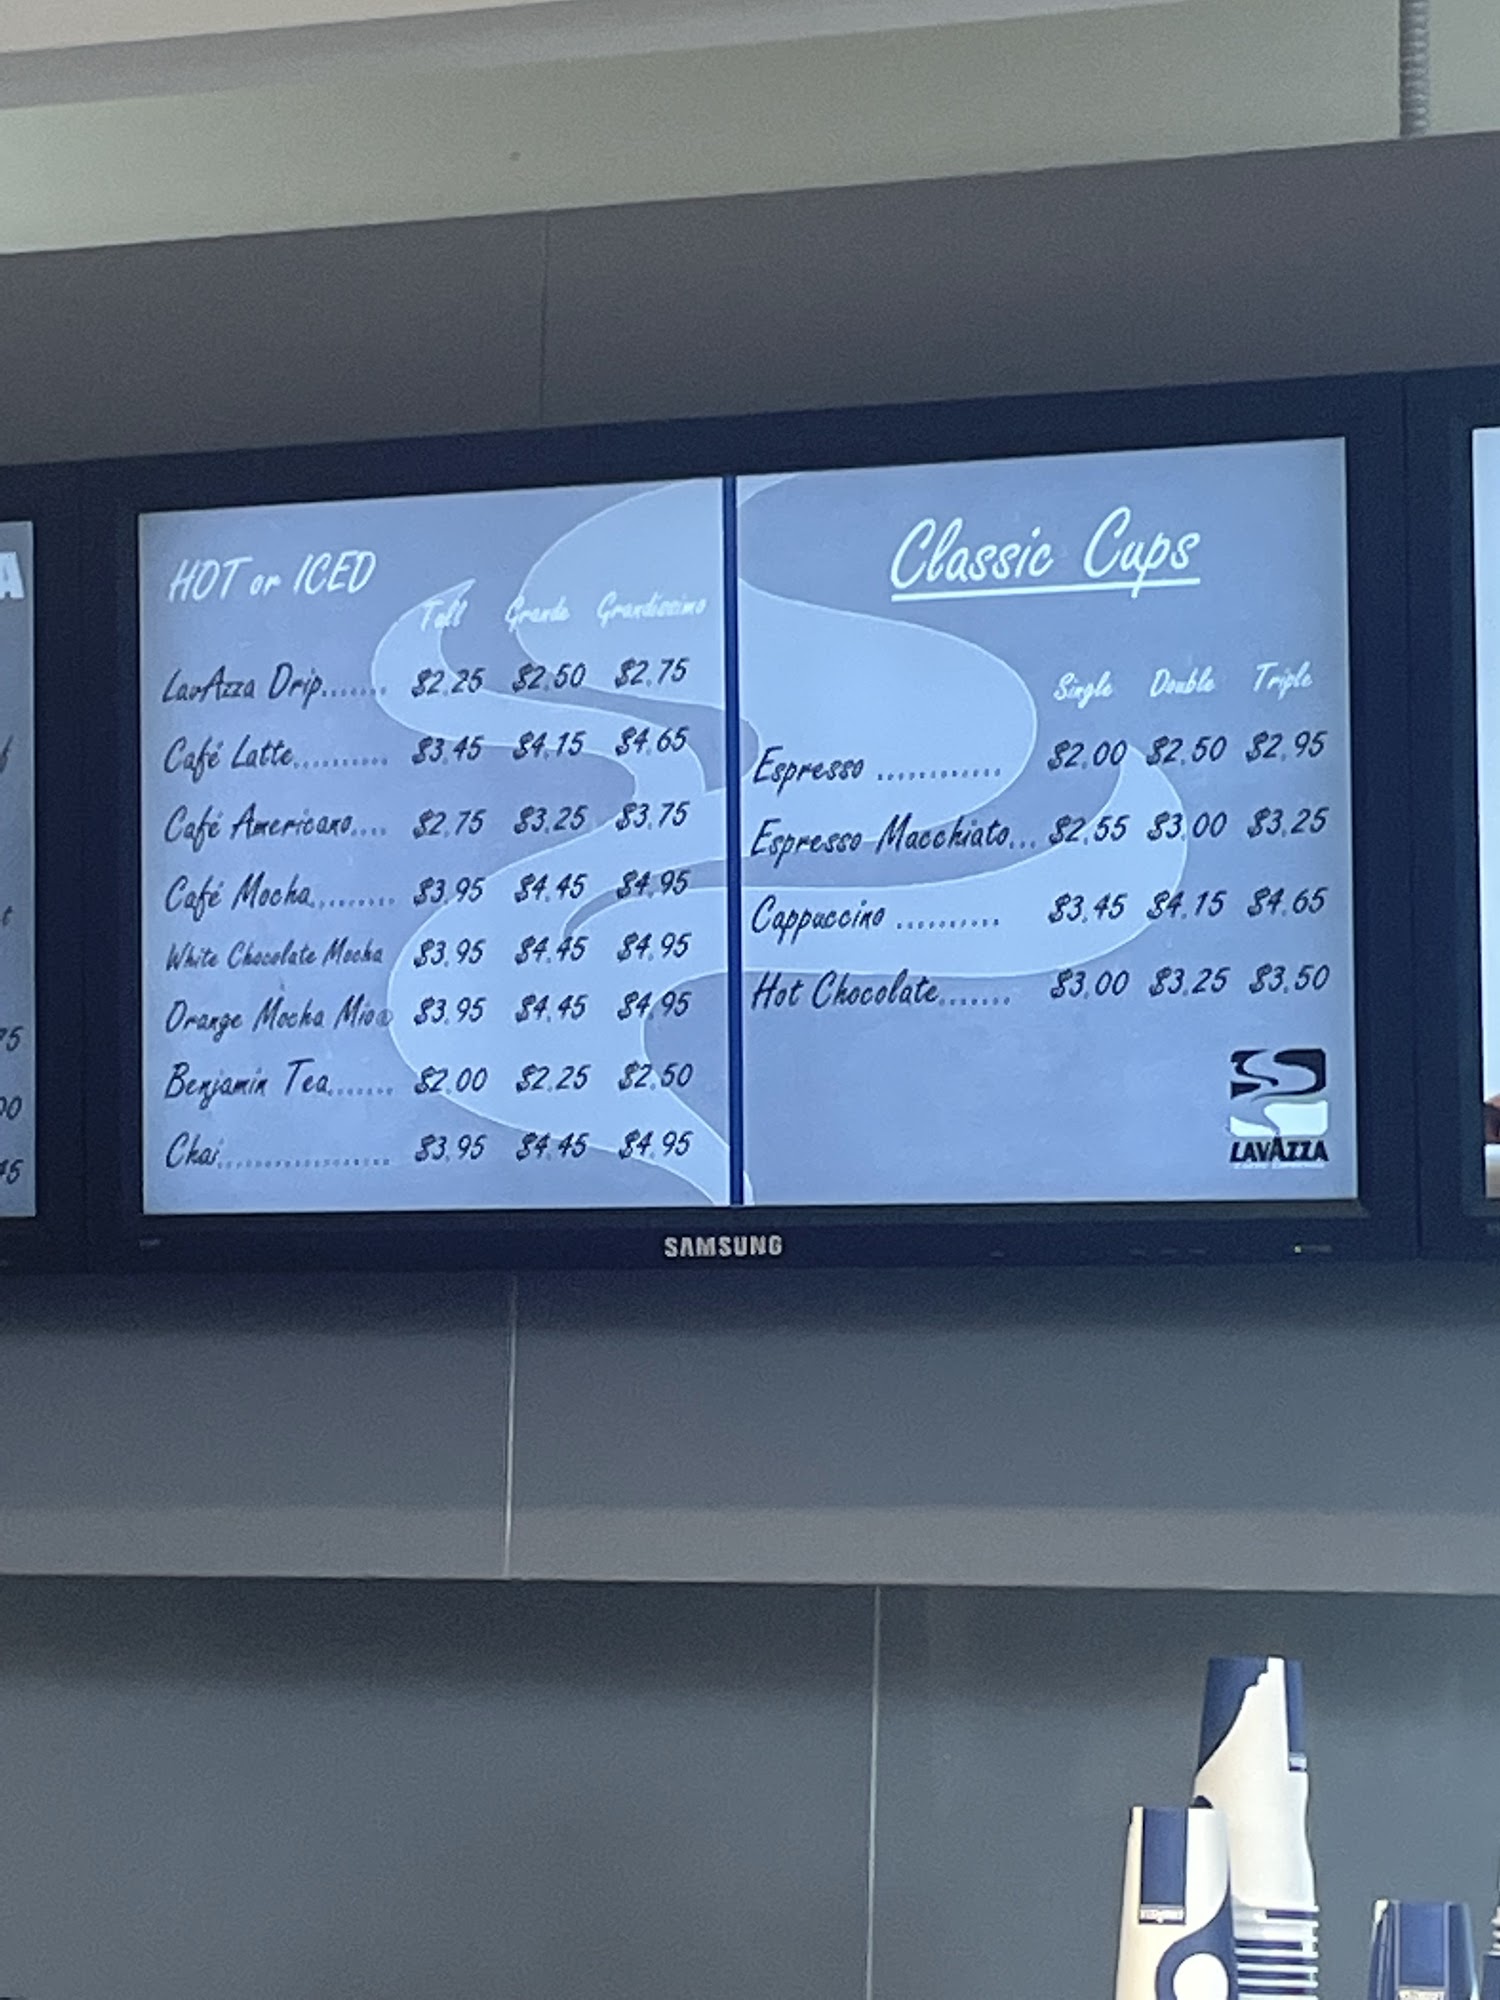 HOT or ICED
Tall Grande Grandissimo
LavAzza Drip....... $2.25 $2.50 $2.75
Café Latte.......... $3.45 $4.15 $4.65
Café Americano.... $2.75 $3.25 $3.75
Café Mocha......... $3.95 $4.45 $4.95
White Chocolate Mocha $3.95 $4.45 $4.95
Orange Mocha Mio® $3.95 $4.45 $4.95
Benjamin Tea....... $2.00 $2.25 $2.50
Chai................... $3.95 $4.45 $4.95
Classic Cups
Single Double Triple
Espresso ............. $2.00 $2.50 $2.95
Espresso Macchiato... $2.55 $3.00 $3.25
Cappuccino ........... $3.45 $4.15 $4.65
Hot Chocolate....... $3.00 $3.25 $3.50
LAVAZZA
SAMSUNG